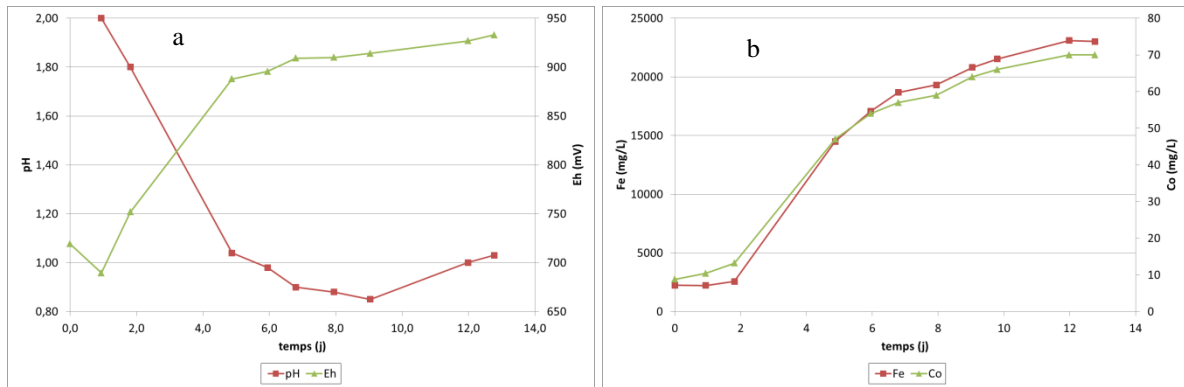 a
2,00
1,80
1,60
1,40
1,20
1,00
0,80
pH
950
900
850
800
750
700
650
Eh (mV)
0,0 2,0 4,0 6,0 8,0 10,0 12,0 14,0
temps (j)
pH Eh
b
25000
20000
15000
10000
5000
0
Fe (mg/L)
80
70
60
50
40
30
20
10
0
Co (mg/L)
0 2 4 6 8 10 12 14
temps (j)
Fe Co